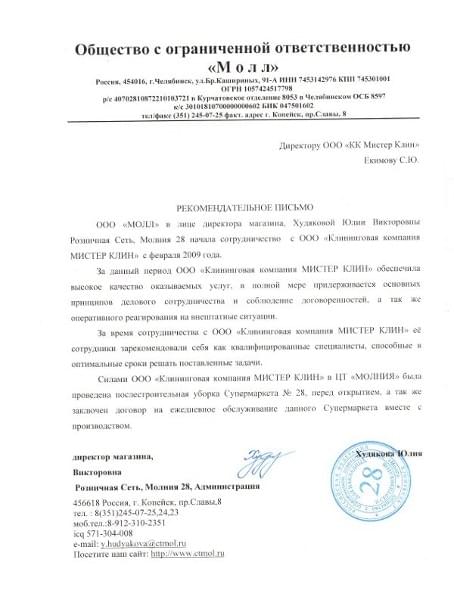 Общество с ограниченной ответственностью
«М о л л»
Россия, 454016, г.Челябинск, ул.Бр.Кашириных, 91-А ИНН 7453142976 КПП 745301001
ОГРН 1057424517798
р/с 40702810872210103721 в Курчатовское отделение 8053 в Челябинском ОСБ 8597
к/с 30101810700000000602 БИК 047501602
тел/факс (351) 245-07-25 факт. адрес г. Копейск, пр.Славы, 8
Директору ООО «КК Мистер Клин»
Екимову С.Ю.
РЕКОМЕНДАТЕЛЬНОЕ ПИСЬМО
ООО «МОЛЛ» в лице директора магазина, Худяковой Юлии Викторовны
Розничная Сеть, Молния 28 начала сотрудничество с ООО «Клининговая компания
МИСТЕР КЛИН» с февраля 2009 года.
За данный период ООО «Клининговая компания МИСТЕР КЛИН» обеспечила
высокое качество оказываемых услуг, в полной мере придерживается основных
принципов делового сотрудничества и соблюдение договоренностей, а так же
оперативного реагирования на внештатные ситуации.
За время сотрудничества с ООО «Клининговая компания МИСТЕР КЛИН» её
сотрудники зарекомендовали себя как квалифицированные специалисты, способные в
оптимальные сроки решать поставленные задачи.
Силами ООО «Клининговая компания МИСТЕР КЛИН» в ЦТ «МОЛНИЯ» была
проведена послестроительная уборка Супермаркета № 28, перед открытием, а так же
заключен договор на ежедневное обслуживание данного Супермаркета вместе с
производством.
директор магазина, Худякова Юлия
Викторовна
Розничная Сеть, Молния 28, Администрация
456618 Россия, г. Копейск, пр.Славы,8
тел. : 8(351)245-07-25,24,23
моб.тел.:8-912-310-2351
icq 571-304-008
e-mail: y.hudyakova@ctmol.ru
Посетите наш сайт: http://www.ctmol.ru
28